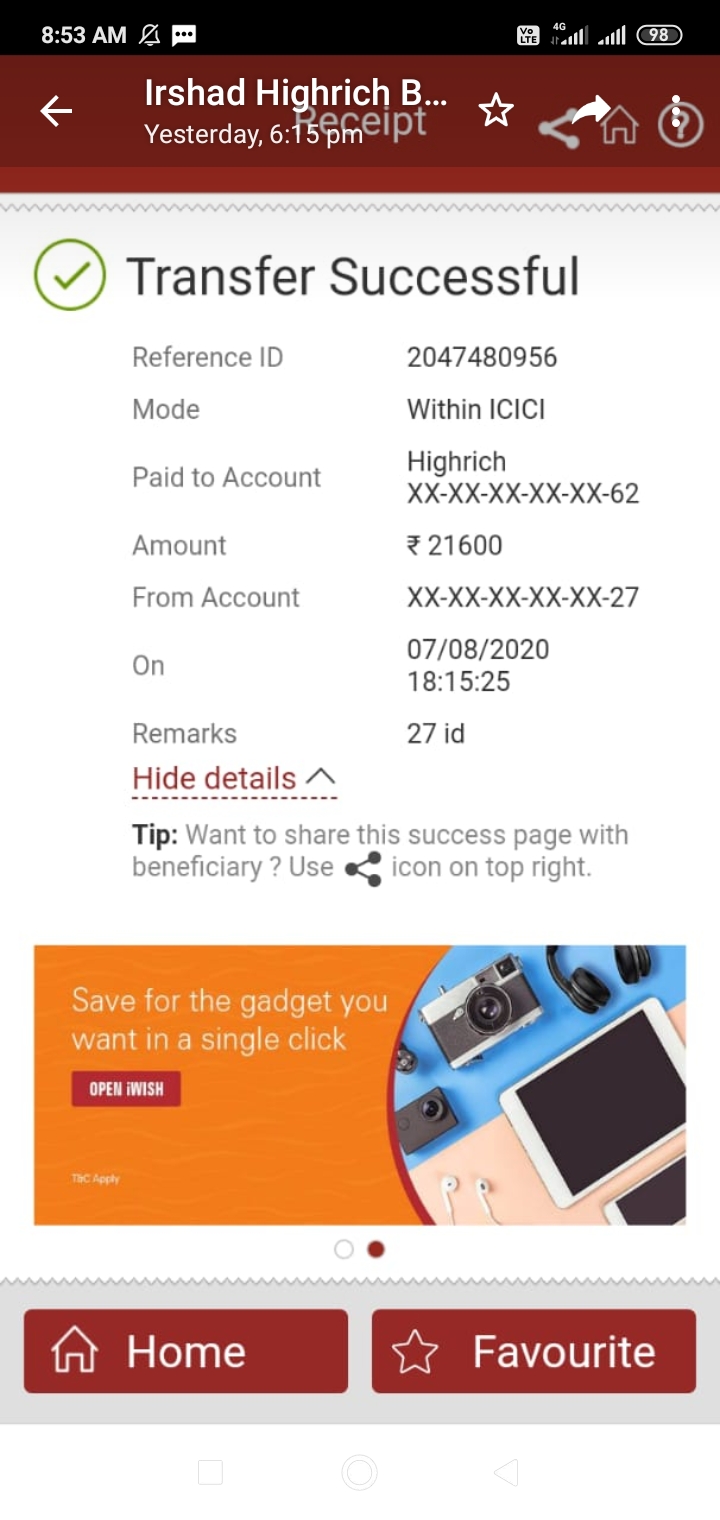 8:53 AM
Vo LTE 4G 98
Irshad Highrich B...
Receipt
Yesterday, 6:15 pm
Transfer Successful
Reference ID 2047480956
Mode Within ICICI
Paid to Account Highrich
XX-XX-XX-XX-XX-62
Amount ₹ 21600
From Account XX-XX-XX-XX-XX-27
On 07/08/2020
18:15:25
Remarks 27 id
Hide details
Tip: Want to share this success page with
beneficiary ? Use icon on top right.
Save for the gadget you
want in a single click
OPEN iWISH
T&C Apply
Home Favourite